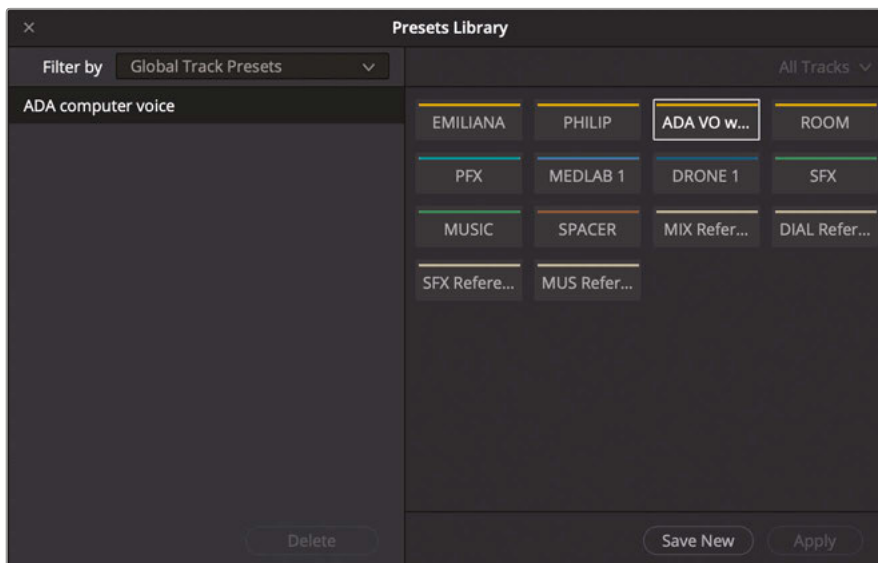 × Presets Library
Filter by Global Track Presets
All Tracks
ADA computer voice
EMILIANA PHILIP ADA VO w... ROOM
PFX MEDLAB 1 DRONE 1 SFX
MUSIC SPACER MIX Refer... DIAL Refer...
SFX Refere... MUS Refer...
Delete Save New Apply